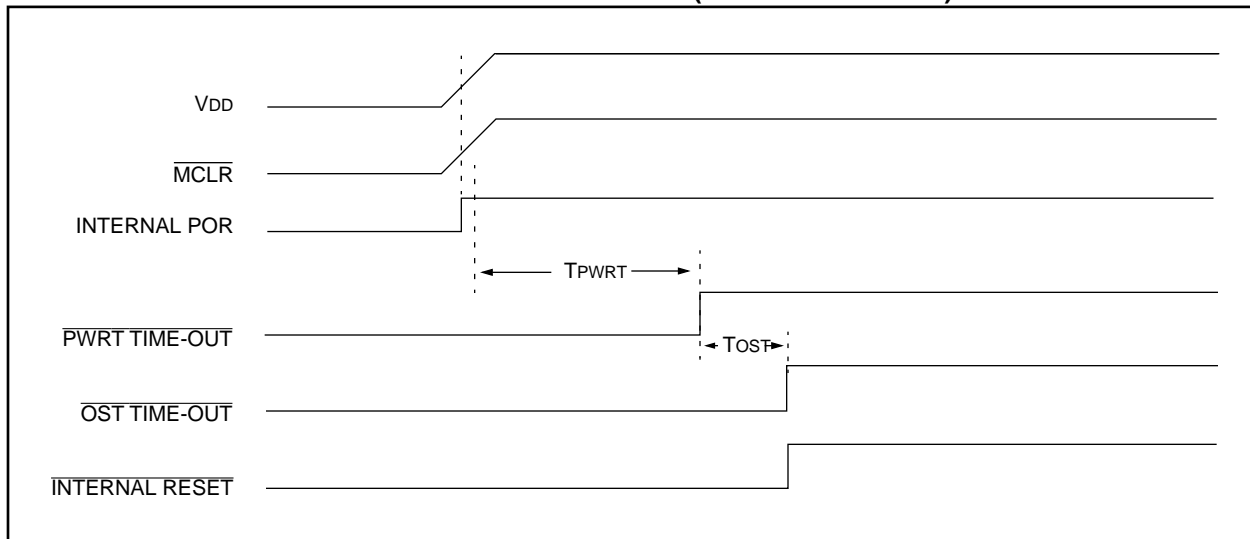 VDD
MCLR
INTERNAL POR
TPWRT
PWRT TIME-OUT
TOST
OST TIME-OUT
INTERNAL RESET